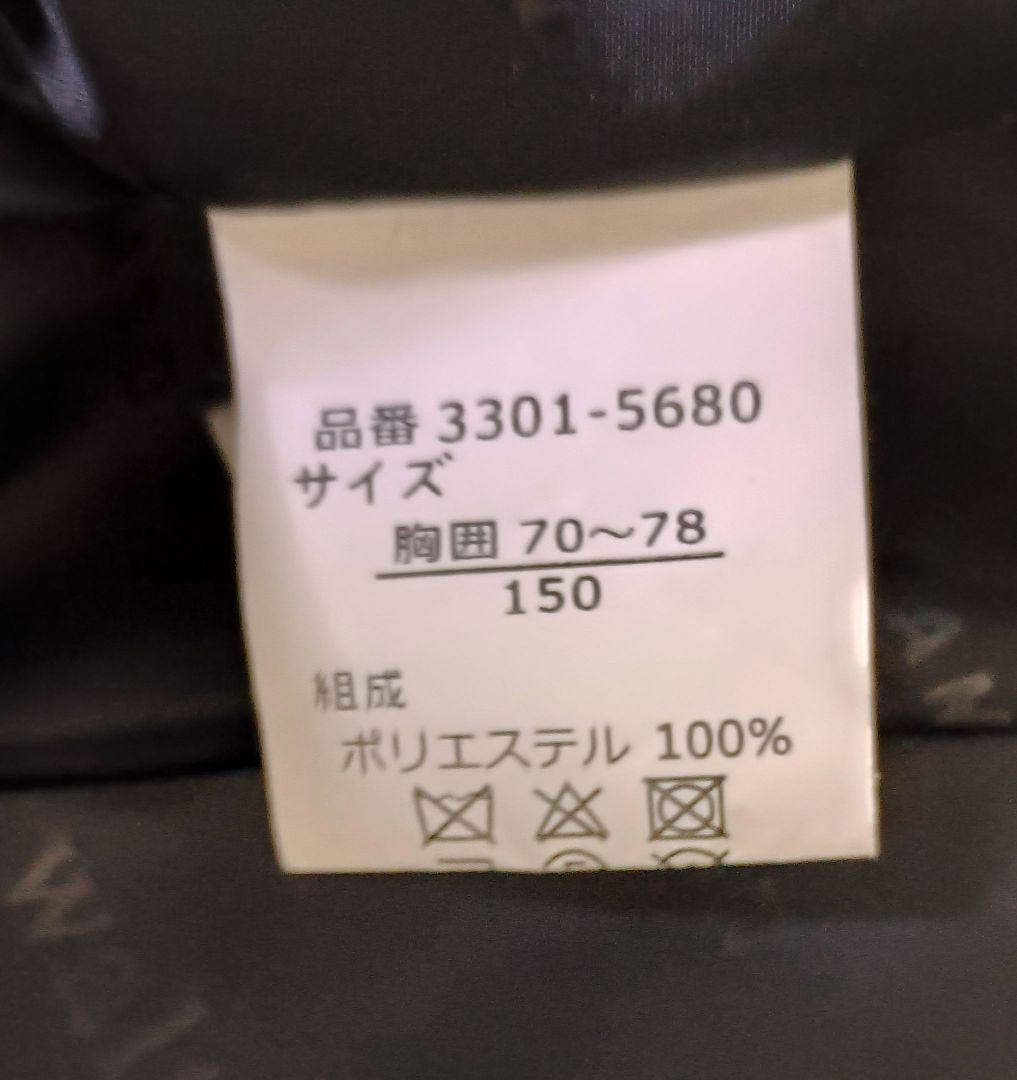 品番 3301-5680
サイズ
胸囲 70～78
150
組成
ポリエステル 100%